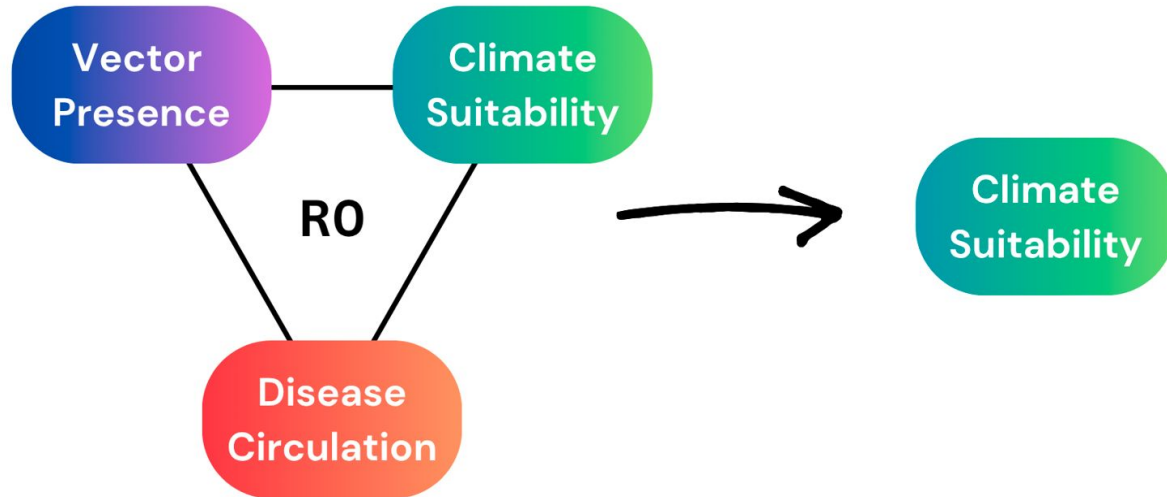 Vector
Presence
Climate
Suitability
R0
Climate
Suitability
Disease
Circulation